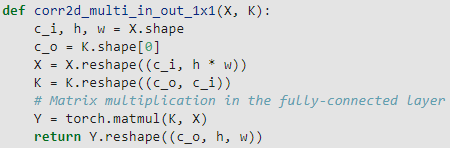 def corr2d_multi_in_out_1x1(X, K):
    c_i, h, w = X.shape
    c_o = K.shape[0]
    X = X.reshape((c_i, h * w))
    K = K.reshape((c_o, c_i))
    # Matrix multiplication in the fully-connected layer
    Y = torch.matmul(K, X)
    return Y.reshape((c_o, h, w))